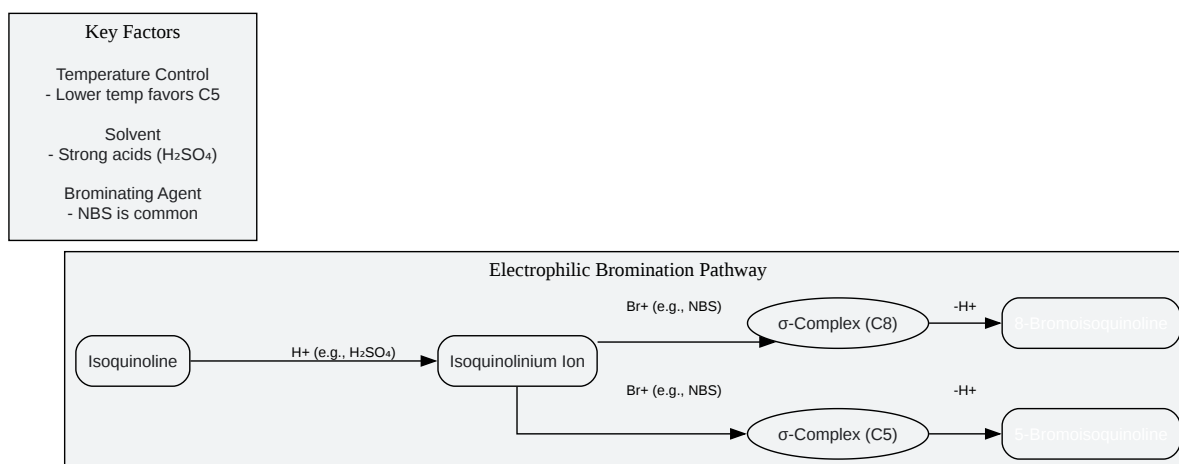 Key Factors
Temperature Control
- Lower temp favors C5
Solvent
- Strong acids (H₂SO₄)
Brominating Agent
- NBS is common
Electrophilic Bromination Pathway
Isoquinoline
H+ (e.g., H₂SO₄)
Isoquinolinium Ion
Br+ (e.g., NBS)
σ-Complex (C8)
-H+
8-Bromoisoquinoline
Br+ (e.g., NBS)
σ-Complex (C5)
-H+
5-Bromoisoquinoline